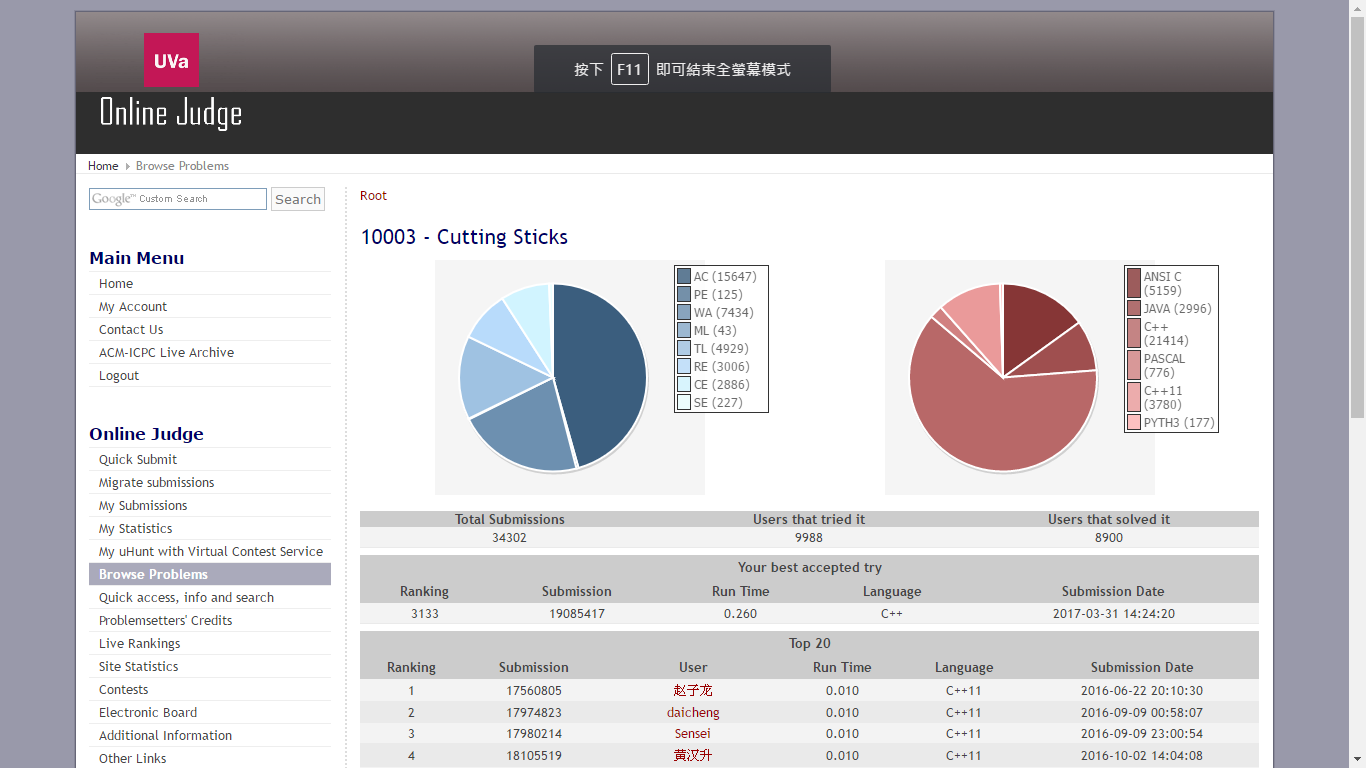 UVa
Online Judge
按下 F11 即可結束全螢幕模式
Home Browse Problems
Google™ Custom Search Search
Main Menu
Home
My Account
Contact Us
ACM-ICPC Live Archive
Logout
Online Judge
Quick Submit
Migrate submissions
My Submissions
My Statistics
My uHunt with Virtual Contest Service
Browse Problems
Quick access, info and search
Problemsetters' Credits
Live Rankings
Site Statistics
Contests
Electronic Board
Additional Information
Other Links
Root
10003 - Cutting Sticks
AC (15647)
PE (125)
WA (7434)
ML (43)
TL (4929)
RE (3006)
CE (2886)
SE (227)
ANSI C
(5159)
JAVA (2996)
C++
(21414)
PASCAL
(776)
C++11
(3780)
PYTH3 (177)
Total Submissions Users that tried it Users that solved it
34302 9988 8900
Your best accepted try
Ranking Submission Run Time Language Submission Date
3133 19085417 0.260 C++ 2017-03-31 14:24:20
Top 20
Ranking Submission User Run Time Language Submission Date
1 17560805 赵子龙 0.010 C++11 2016-06-22 20:10:30
2 17974823 daicheng 0.010 C++11 2016-09-09 00:58:07
3 17980214 Sensei 0.010 C++11 2016-09-09 23:00:54
4 18105519 黄汉升 0.010 C++11 2016-10-02 14:04:08